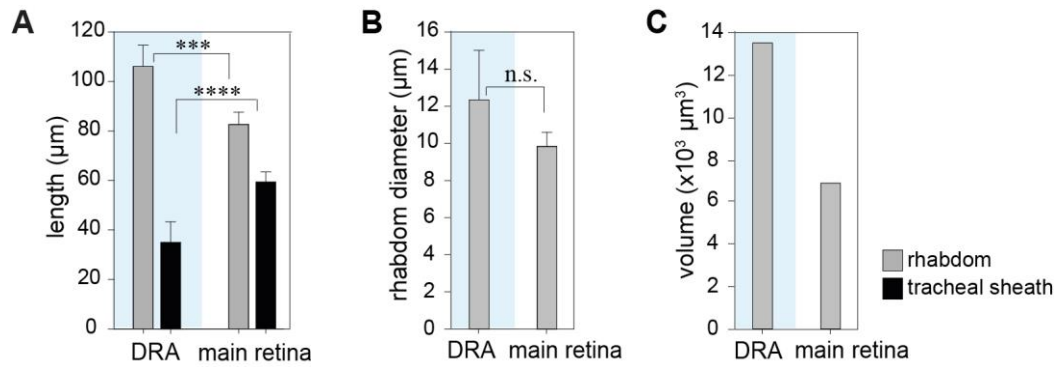 A
120
100
80
60
40
20
0
length (µm)
***
****
DRA main retina
B
16
14
12
10
8
6
4
2
0
rhabdom diameter (µm)
n.s.
DRA main retina
C
14
12
10
8
6
4
2
0
volume (x10³ µm³)
DRA main retina
rhabdom
tracheal sheath